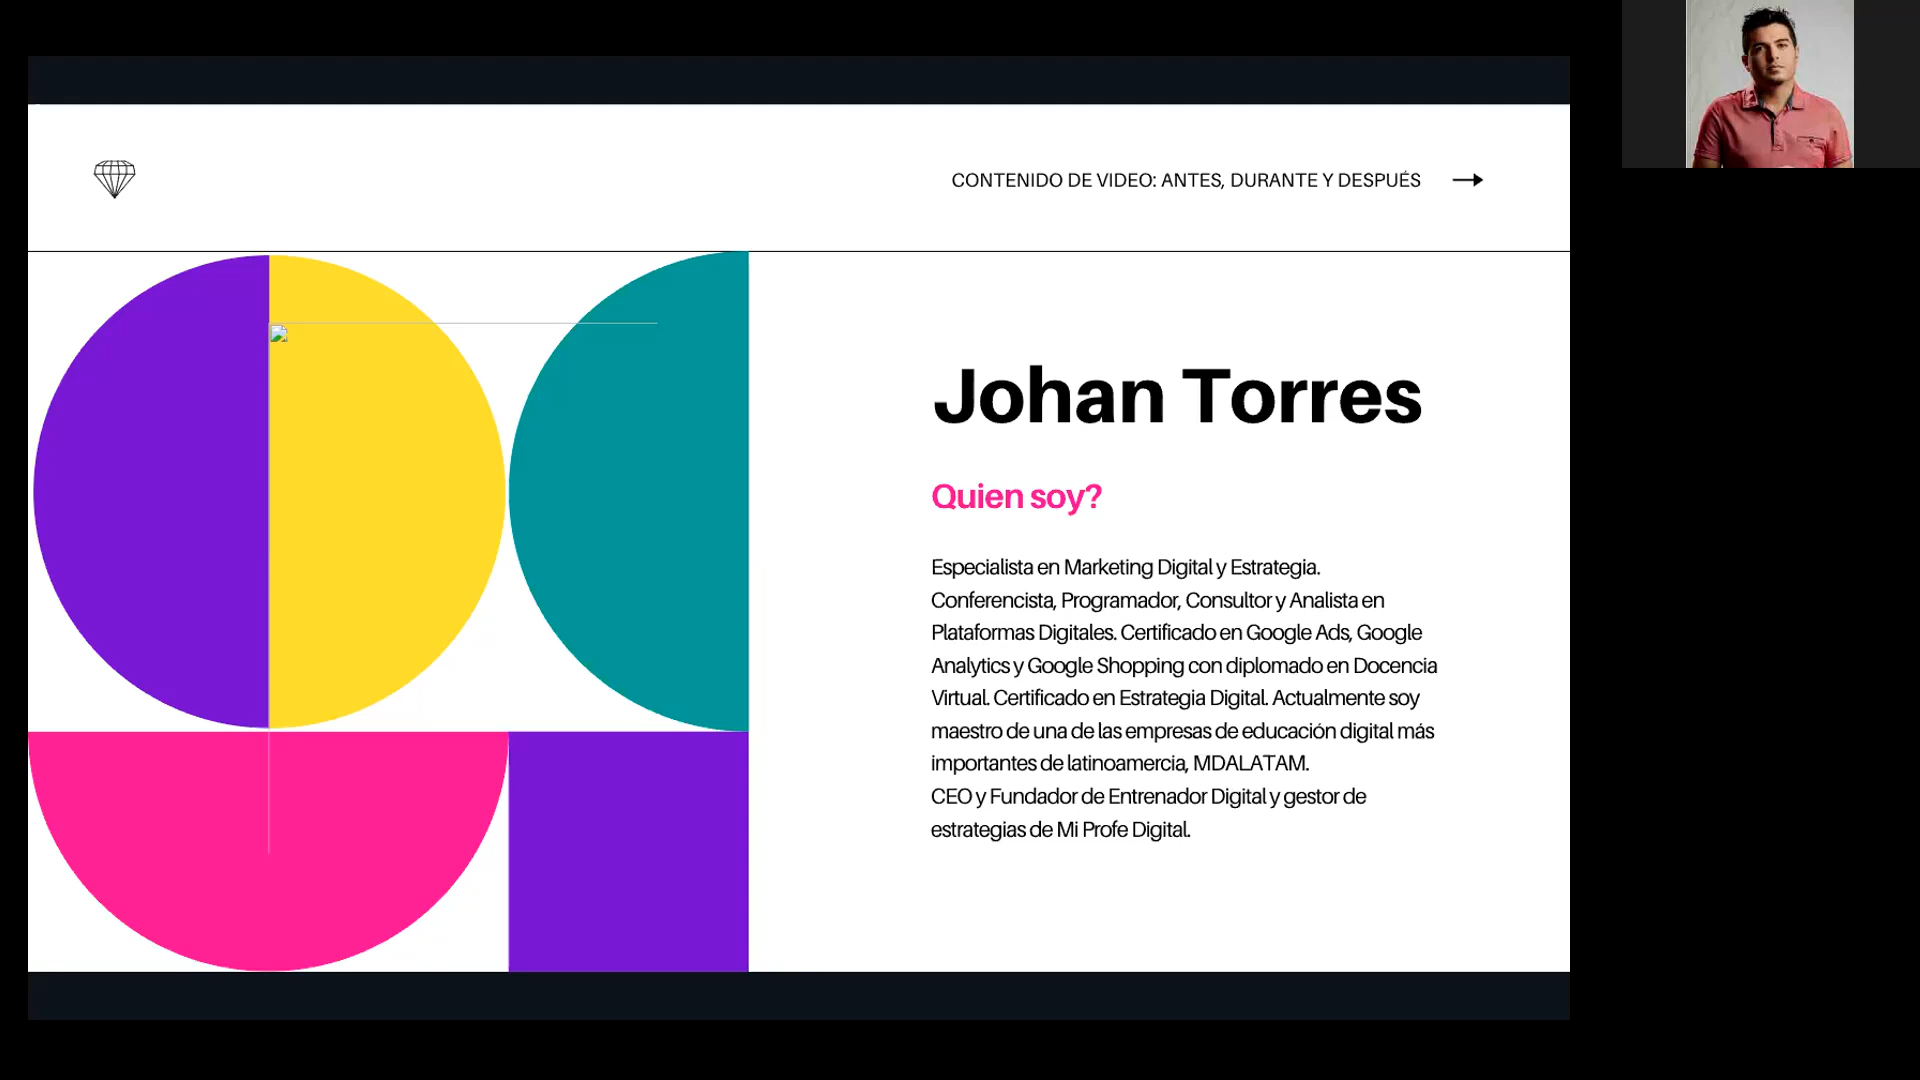 CONTENIDO DE VIDEO: ANTES, DURANTE Y DESPUÉS
Johan Torres
Quien soy?
Especialista en Marketing Digital y Estrategia.
Conferencista, Programador, Consultor y Analista en
Plataformas Digitales. Certificado en Google Ads, Google
Analytics y Google Shopping con diplomado en Docencia
Virtual. Certificado en Estrategia Digital. Actualmente soy
maestro de una de las empresas de educación digital más
importantes de latinoamercia, MDALATAM.
CEO y Fundador de Entrenador Digital y gestor de
estrategias de Mi Profe Digital.